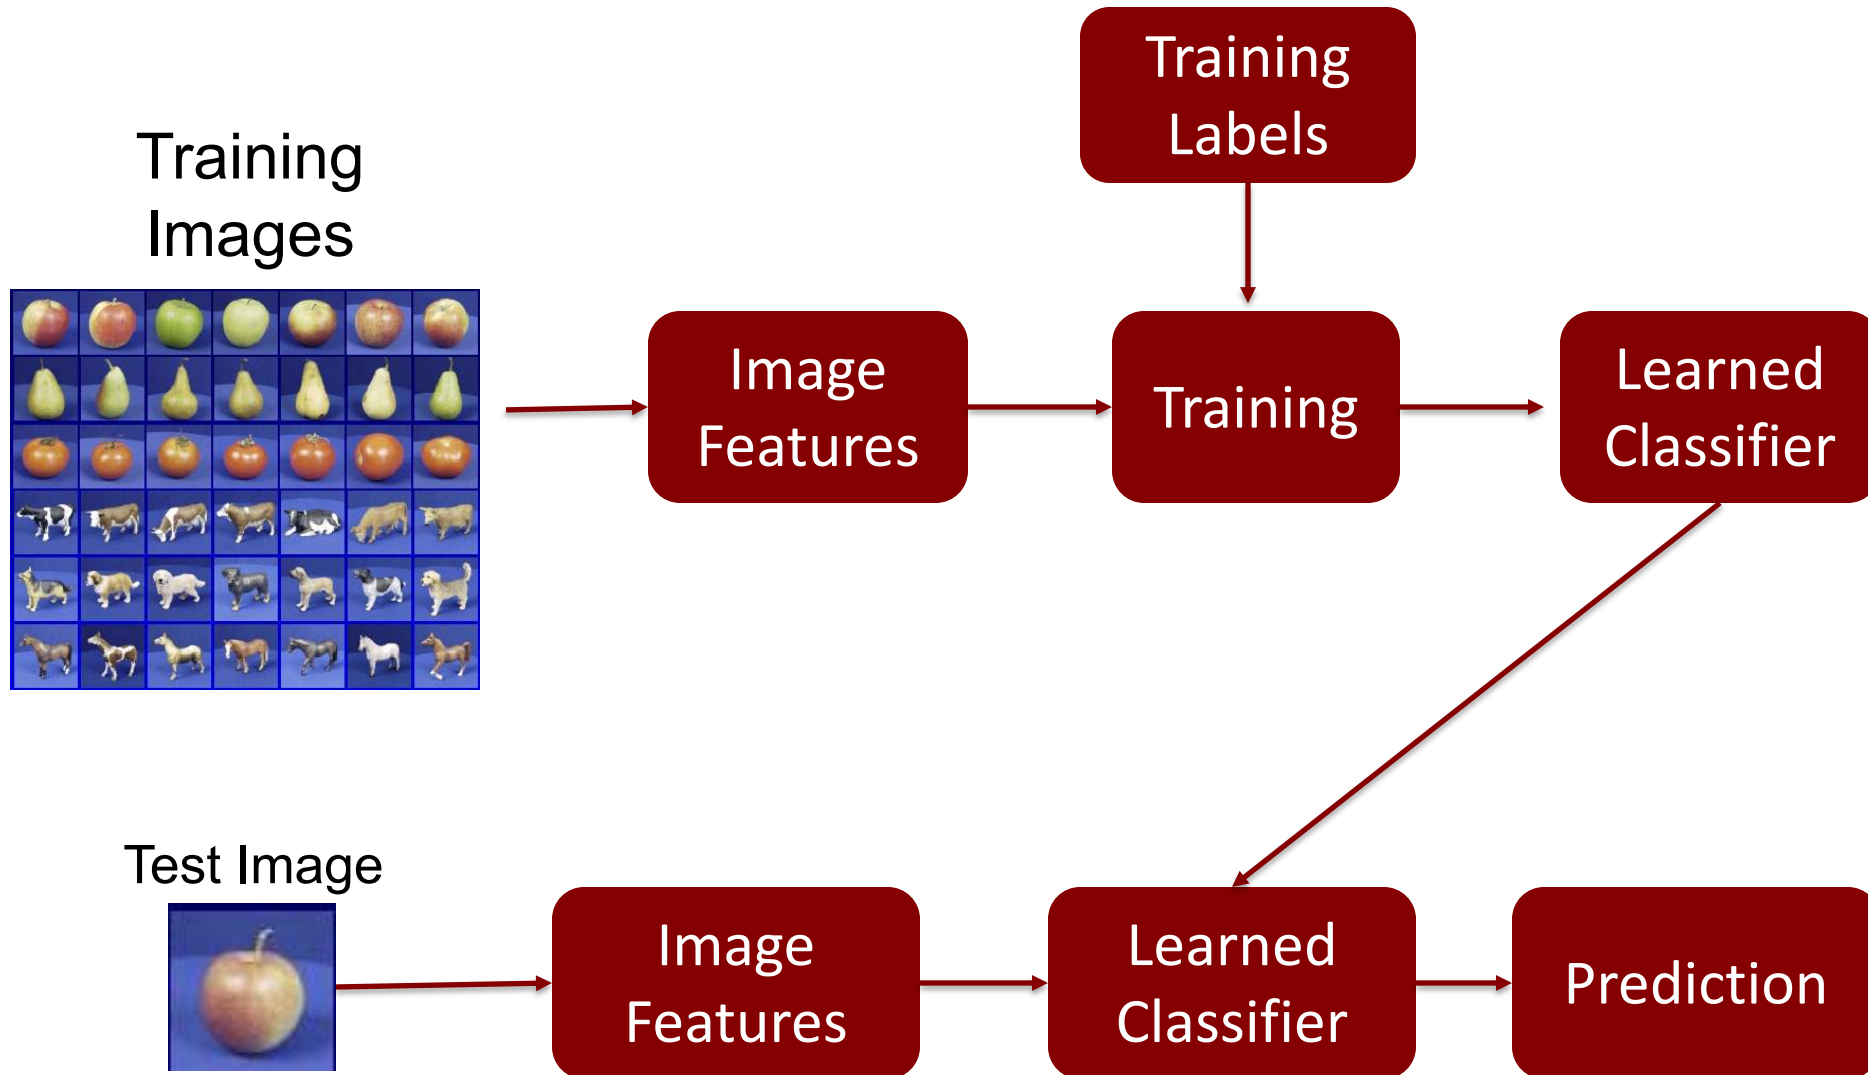 Training
Labels
Training
Images
Image
Features
Training
Learned
Classifier
Test Image
Image
Features
Learned
Classifier
Prediction